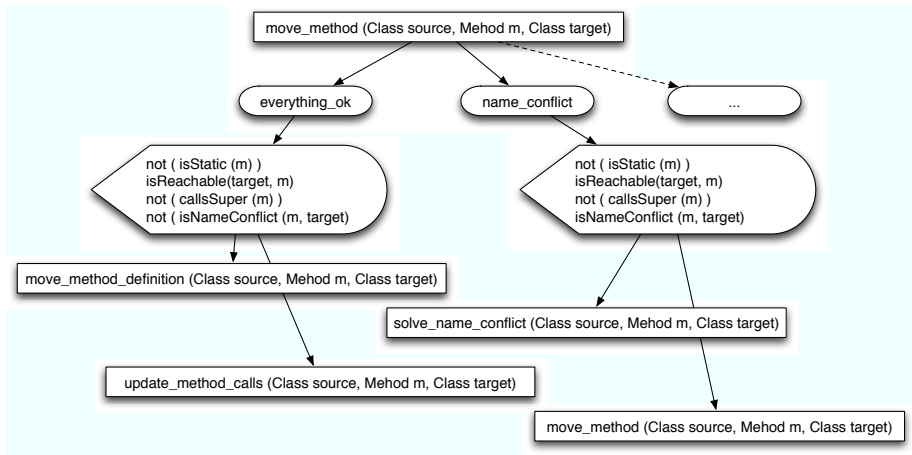 move_method (Class source, Mehod m, Class target)
everything_ok
name_conflict
...
not ( isStatic (m) )
isReachable(target, m)
not ( callsSuper (m) )
not ( isNameConflict (m, target)
not ( isStatic (m) )
isReachable(target, m)
not ( callsSuper (m) )
isNameConflict (m, target)
move_method_definition (Class source, Mehod m, Class target)
solve_name_conflict (Class source, Mehod m, Class target)
update_method_calls (Class source, Mehod m, Class target)
move_method (Class source, Mehod m, Class target)